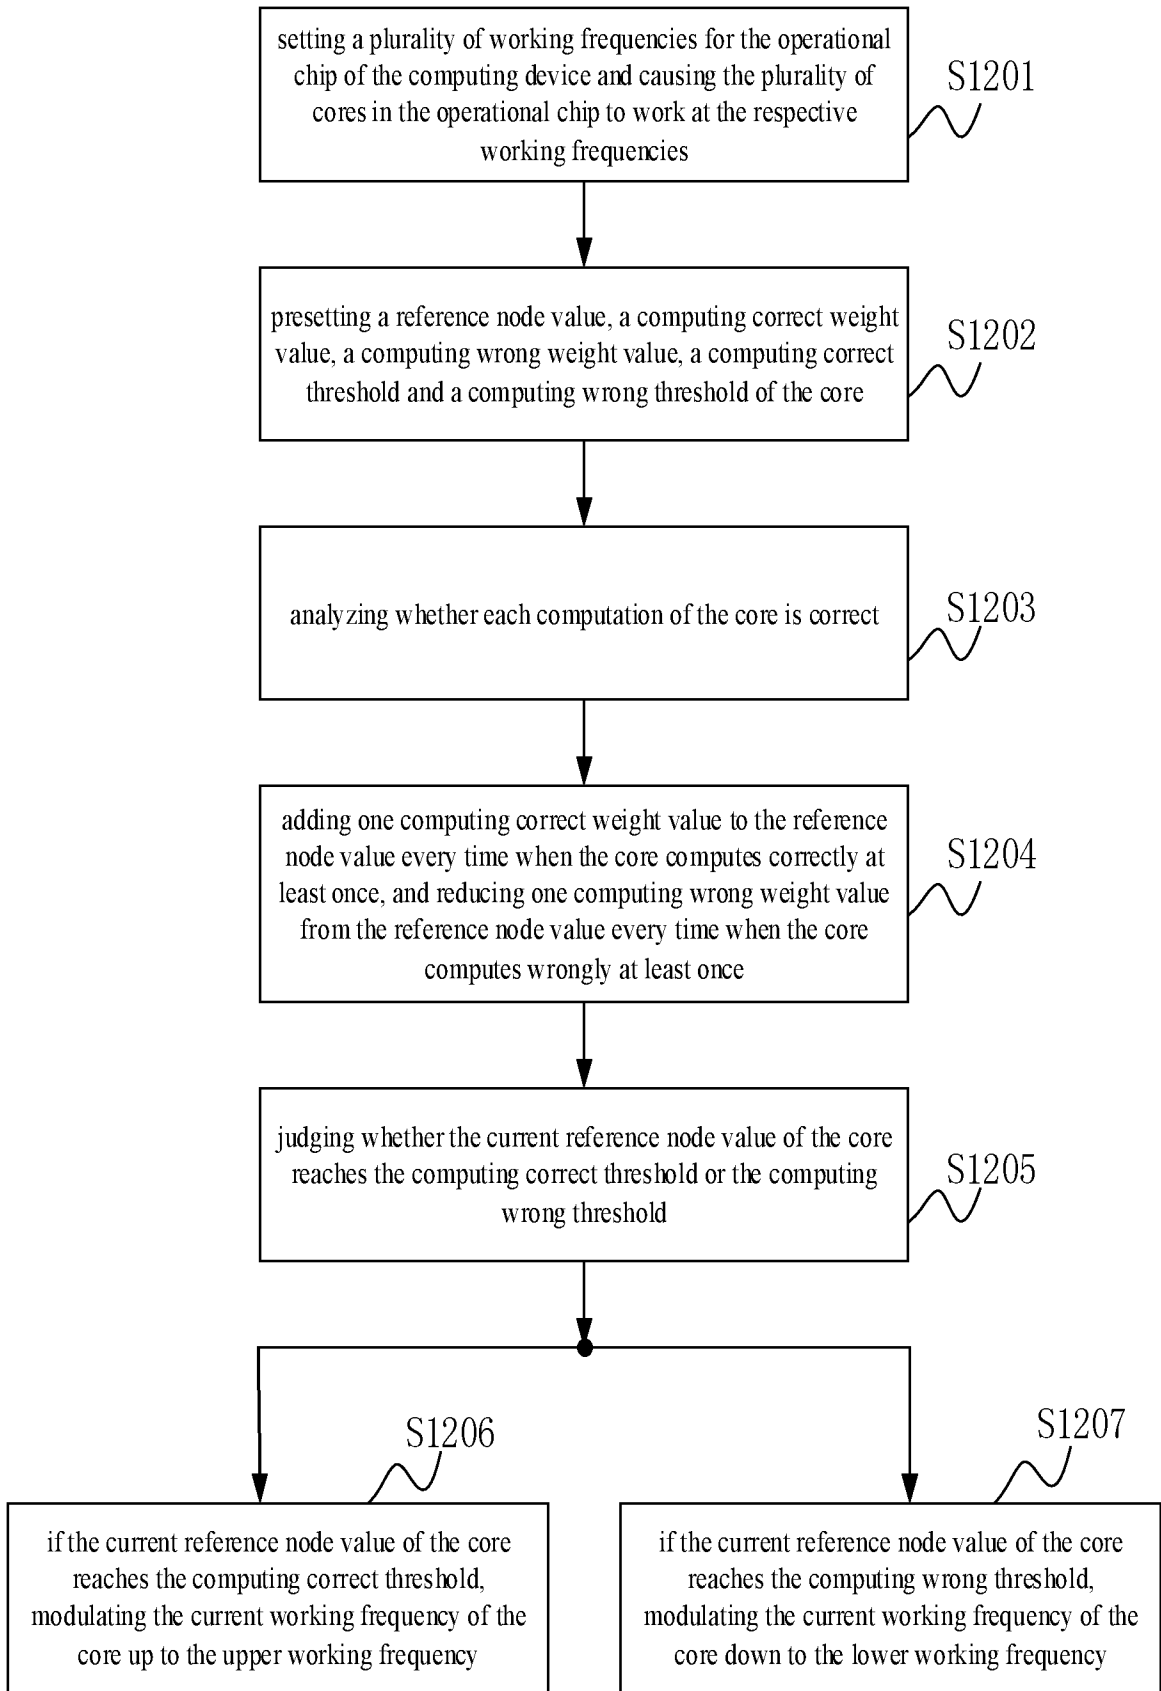 setting a plurality of working frequencies for the operational
chip of the computing device and causing the plurality of
cores in the operational chip to work at the respective
working frequencies
S1201
presetting a reference node value, a computing correct weight
value, a computing wrong weight value, a computing correct
threshold and a computing wrong threshold of the core
S1202
analyzing whether each computation of the core is correct
S1203
adding one computing correct weight value to the reference
node value every time when the core computes correctly at
least once, and reducing one computing wrong weight value
from the reference node value every time when the core
computes wrongly at least once
S1204
judging whether the current reference node value of the core
reaches the computing correct threshold or the computing
wrong threshold
S1205
S1206
if the current reference node value of the core
reaches the computing correct threshold,
modulating the current working frequency of the
core up to the upper working frequency
S1207
if the current reference node value of the core
reaches the computing wrong threshold,
modulating the current working frequency of the
core down to the lower working frequency